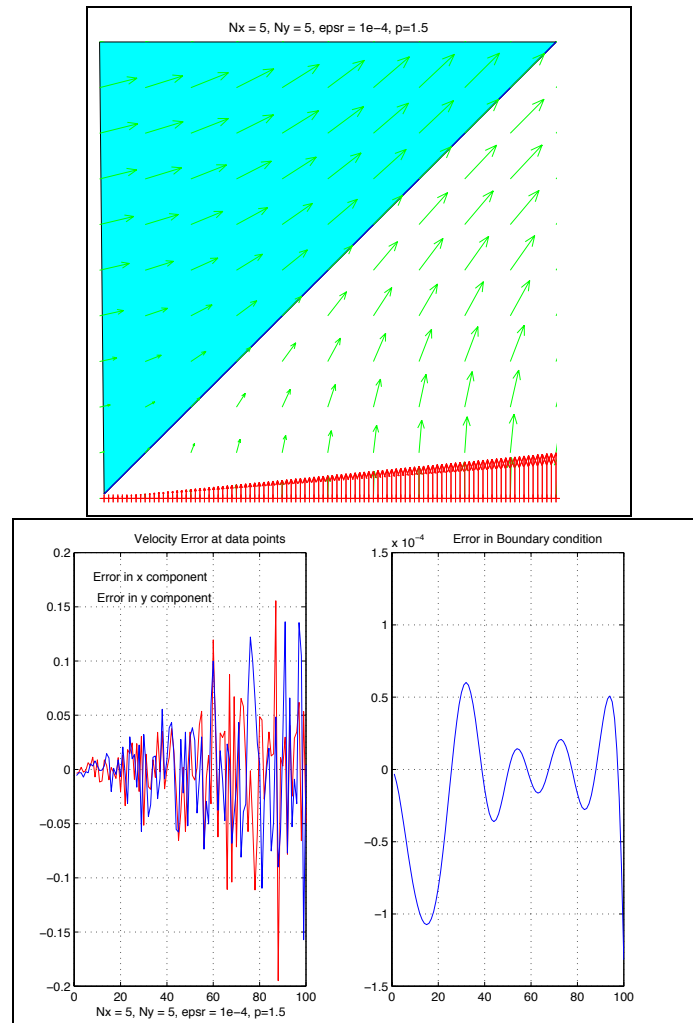 Nx = 5, Ny = 5, epsr = 1e-4, p=1.5
Velocity Error at data points
Error in x component
Error in y component
0.2
0.15
0.1
0.05
0
−0.05
−0.1
−0.15
−0.2
0 20 40 60 80 100
Nx = 5, Ny = 5, epsr = 1e-4, p=1.5
x 10⁻⁴
Error in Boundary condition
1.5
1
0.5
0
−0.5
−1
−1.5
0 20 40 60 80 100